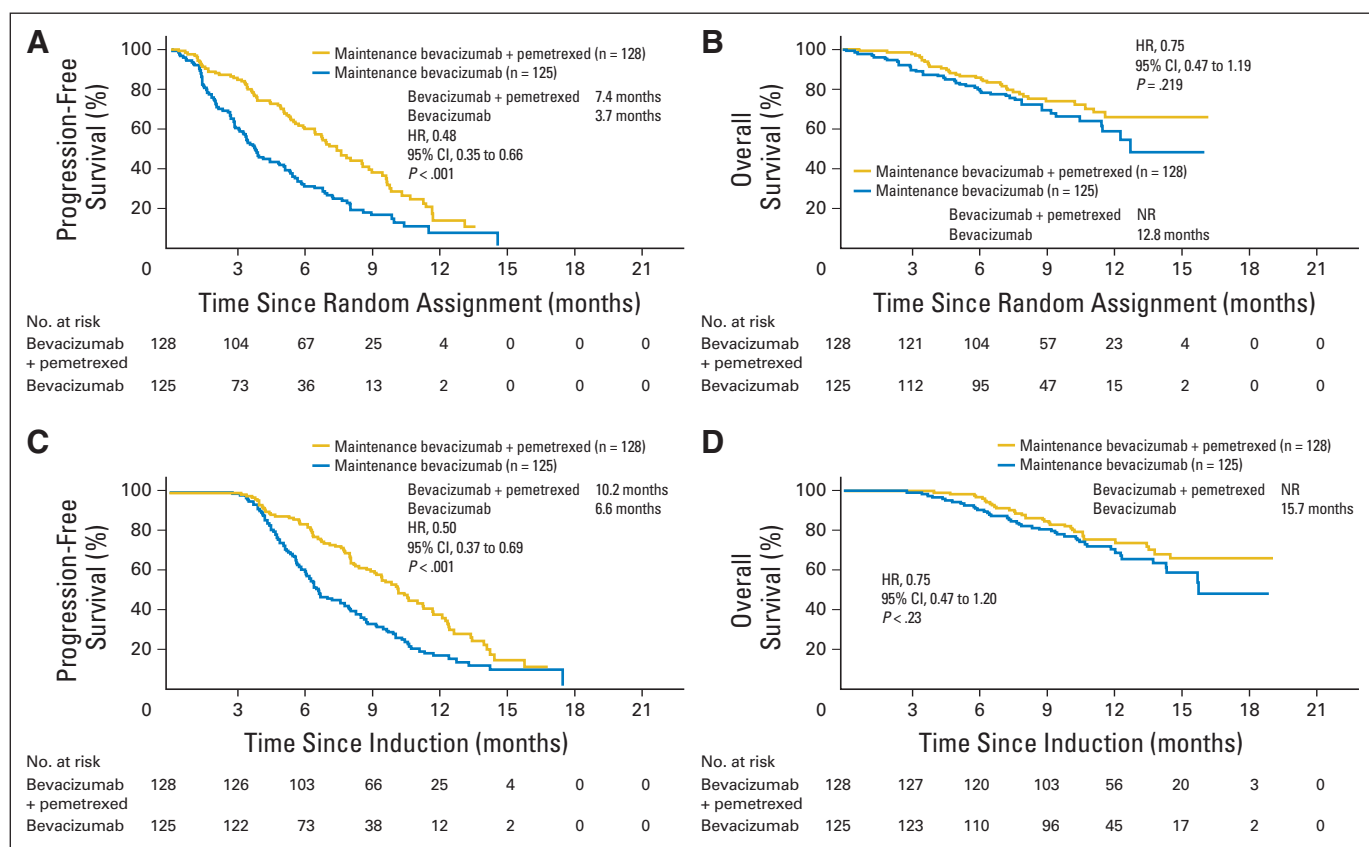 A
Maintenance bevacizumab + pemetrexed (n = 128)
Maintenance bevacizumab (n = 125)
Bevacizumab + pemetrexed 7.4 months
Bevacizumab 3.7 months
HR, 0.48
95% CI, 0.35 to 0.66
P < .001
Progression-Free
Survival (%)
100
80
60
40
20
0 3 6 9 12 15 18 21
Time Since Random Assignment (months)
No. at risk
Bevacizumab 128 104 67 25 4 0 0 0
+ pemetrexed
Bevacizumab 125 73 36 13 2 0 0 0
B
HR, 0.75
95% CI, 0.47 to 1.19
P = .219
Maintenance bevacizumab + pemetrexed (n = 128)
Maintenance bevacizumab (n = 125)
Bevacizumab + pemetrexed NR
Bevacizumab 12.8 months
Overall
Survival (%)
100
80
60
40
20
0 3 6 9 12 15 18 21
Time Since Random Assignment (months)
No. at risk
Bevacizumab 128 121 104 57 23 4 0 0
+ pemetrexed
Bevacizumab 125 112 95 47 15 2 0 0
C
Maintenance bevacizumab + pemetrexed (n = 128)
Maintenance bevacizumab (n = 125)
Bevacizumab + pemetrexed 10.2 months
Bevacizumab 6.6 months
HR, 0.50
95% CI, 0.37 to 0.69
P < .001
Progression-Free
Survival (%)
100
80
60
40
20
0 3 6 9 12 15 18 21
Time Since Induction (months)
No. at risk
Bevacizumab 128 126 103 66 25 4 0 0
+ pemetrexed
Bevacizumab 125 122 73 38 12 2 0 0
D
Maintenance bevacizumab + pemetrexed (n = 128)
Maintenance bevacizumab (n = 125)
Bevacizumab + pemetrexed NR
Bevacizumab 15.7 months
HR, 0.75
95% CI, 0.47 to 1.20
P < .23
Overall
Survival (%)
100
80
60
40
20
0 3 6 9 12 15 18 21
Time Since Induction (months)
No. at risk
Bevacizumab 128 127 120 103 56 20 3 0
+ pemetrexed
Bevacizumab 125 123 110 96 45 17 2 0